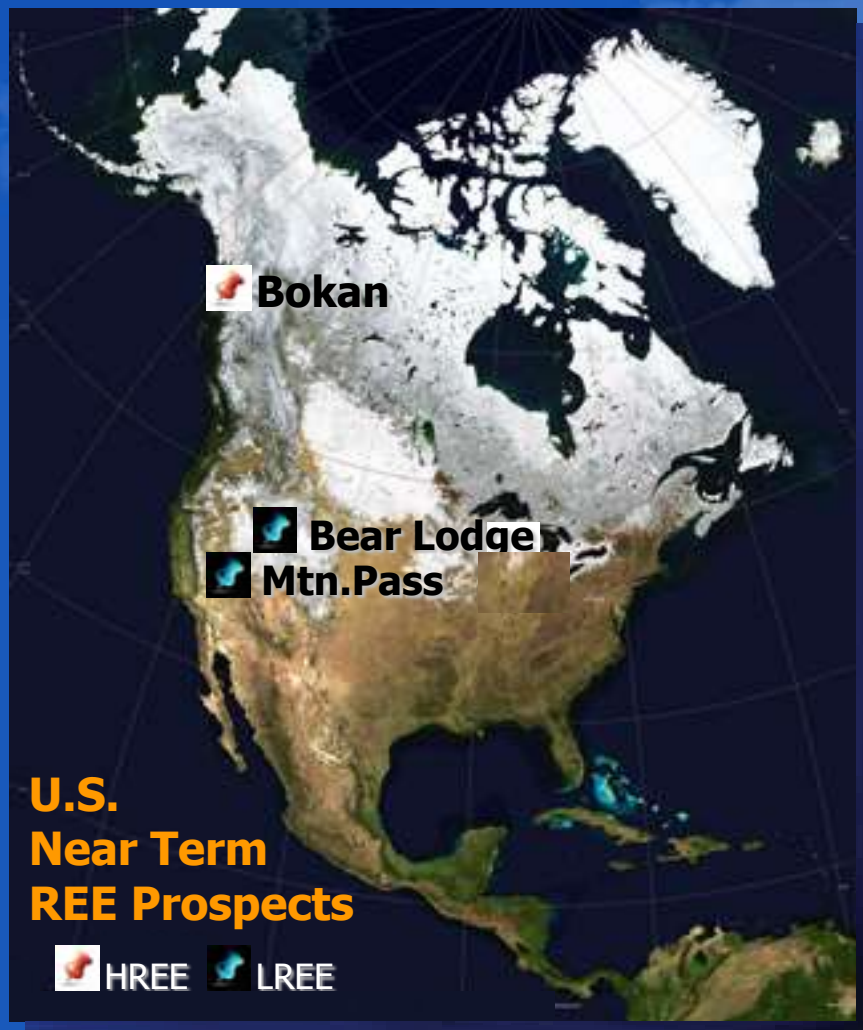 Bokan
Bear Lodge
Mtn.Pass
U.S.
Near Term
REE Prospects
HREE LREE